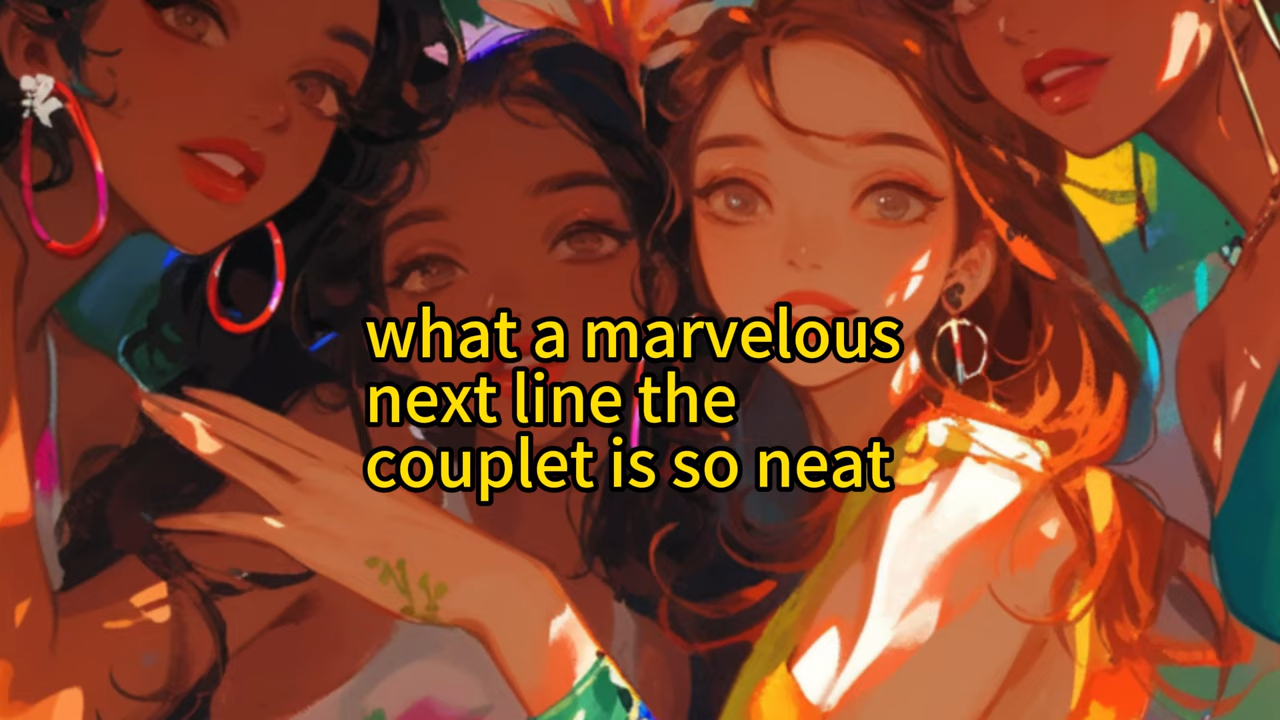 what a marvelous
next line the
couplet is so neat